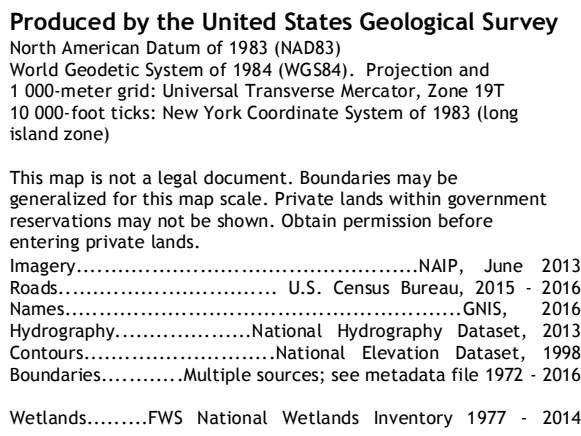 Produced by the United States Geological Survey
North American Datum of 1983 (NAD83)
World Geodetic System of 1984 (WGS84). Projection and
1 000-meter grid: Universal Transverse Mercator, Zone 19T
10 000-foot ticks: New York Coordinate System of 1983 (long
island zone)
This map is not a legal document. Boundaries may be
generalized for this map scale. Private lands within government
reservations may not be shown. Obtain permission before
entering private lands.
Imagery..................................................NAIP, June 2013
Roads................................ U.S. Census Bureau, 2015 - 2016
Names..........................................................GNIS, 2016
Hydrography....................National Hydrography Dataset, 2013
Contours............................National Elevation Dataset, 1998
Boundaries............Multiple sources; see metadata file 1972 - 2016
Wetlands.........FWS National Wetlands Inventory 1977 - 2014